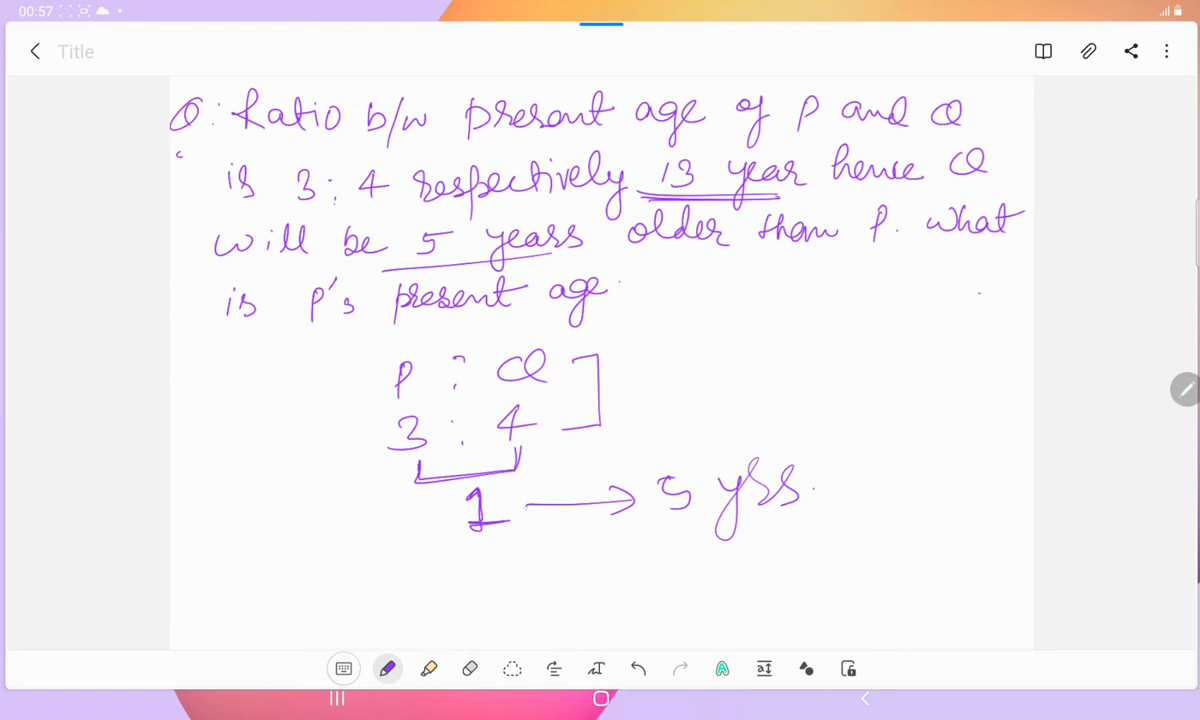 00:57
Title
Q: Ratio b/w present age of P and Q
is 3:4 respectively 13 year hence Q
will be 5 years older than P. what
is P's present age
P : Q
3 : 4
1 → 5 yrs.